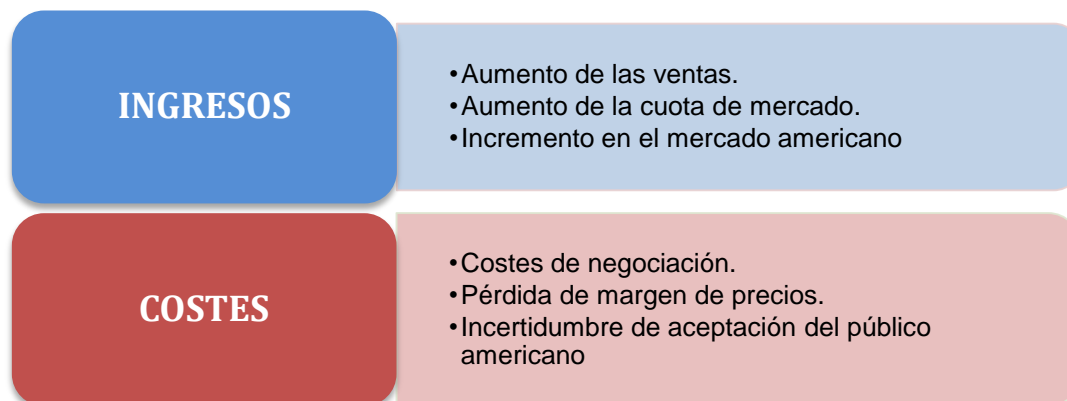 INGRESOS
•Aumento de las ventas.
•Aumento de la cuota de mercado.
•Incremento en el mercado americano
COSTES
•Costes de negociación.
•Pérdida de margen de precios.
•Incertidumbre de aceptación del público
americano